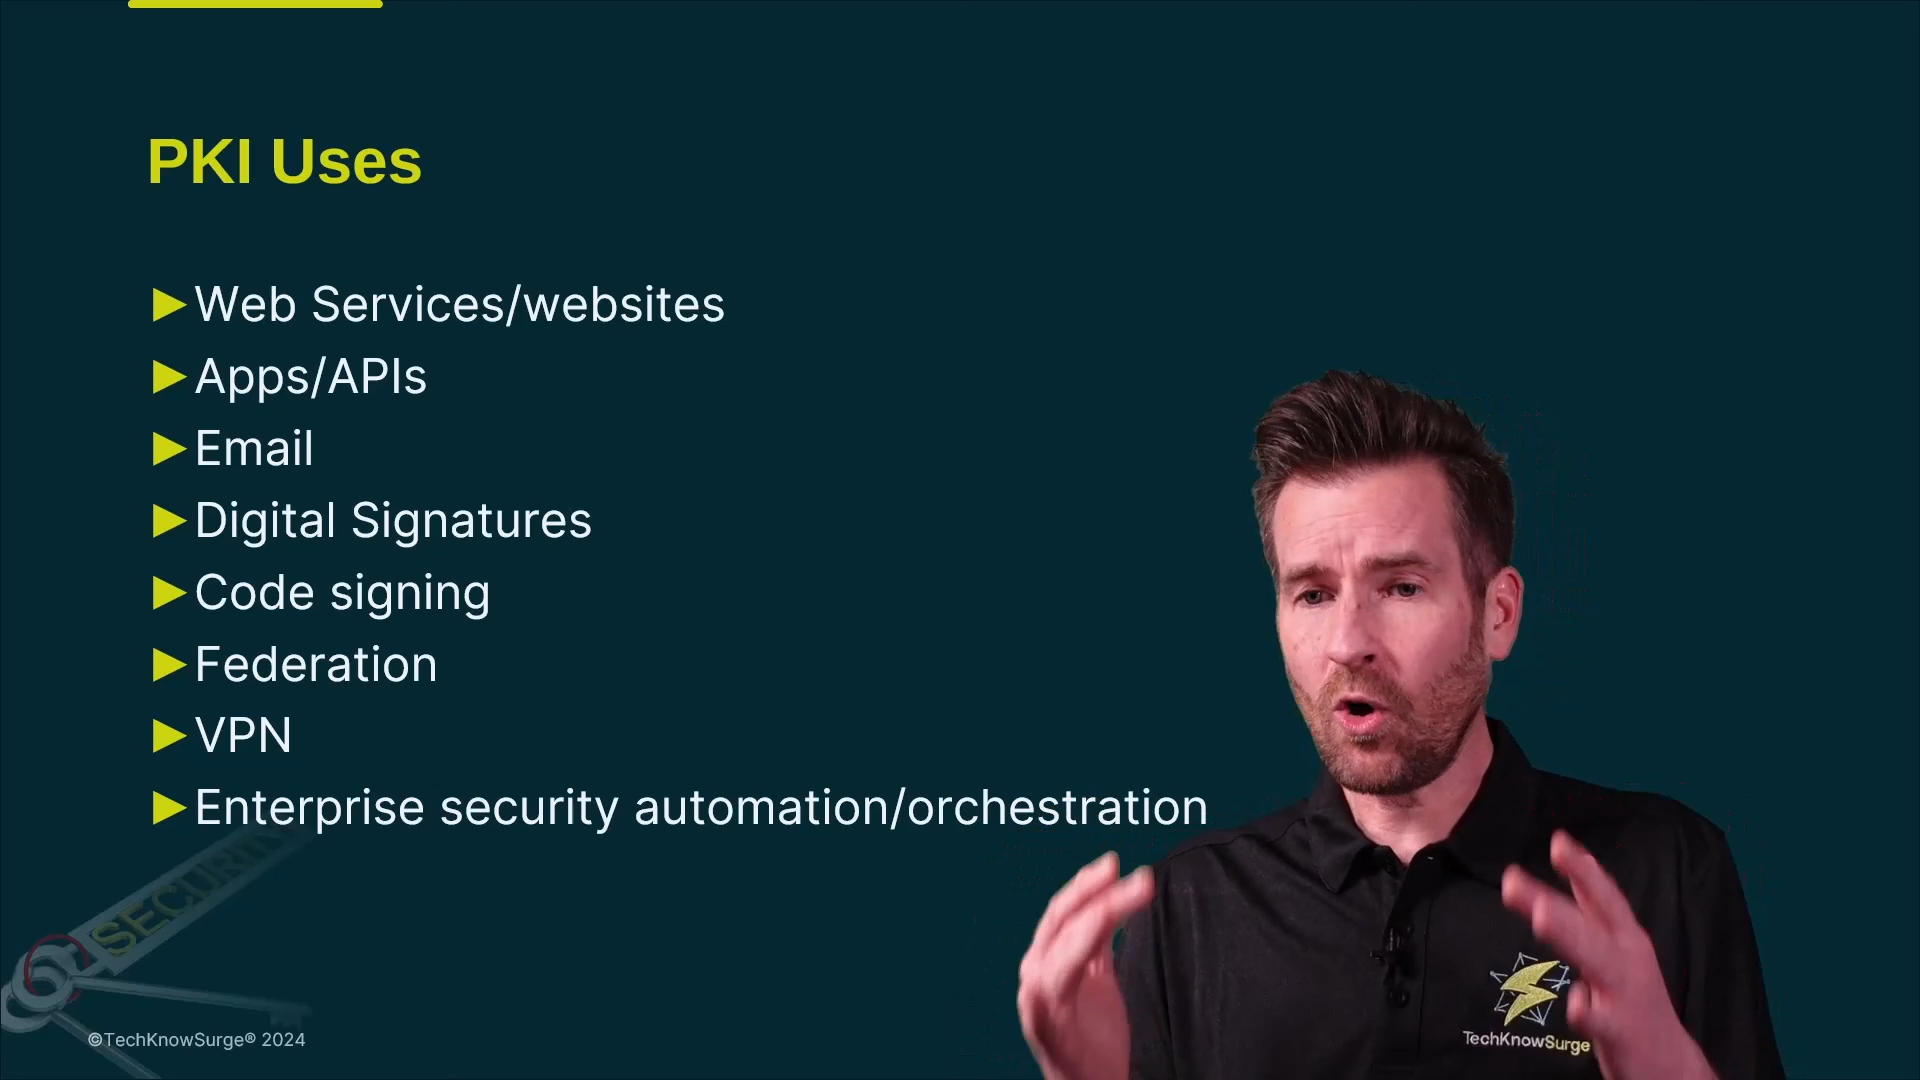 PKI Uses
Web Services/websites
Apps/APIs
Email
Digital Signatures
Code signing
Federation
VPN
Enterprise security automation/orchestration
SECURITY
©TechKnowSurge® 2024
TechKnowSurge